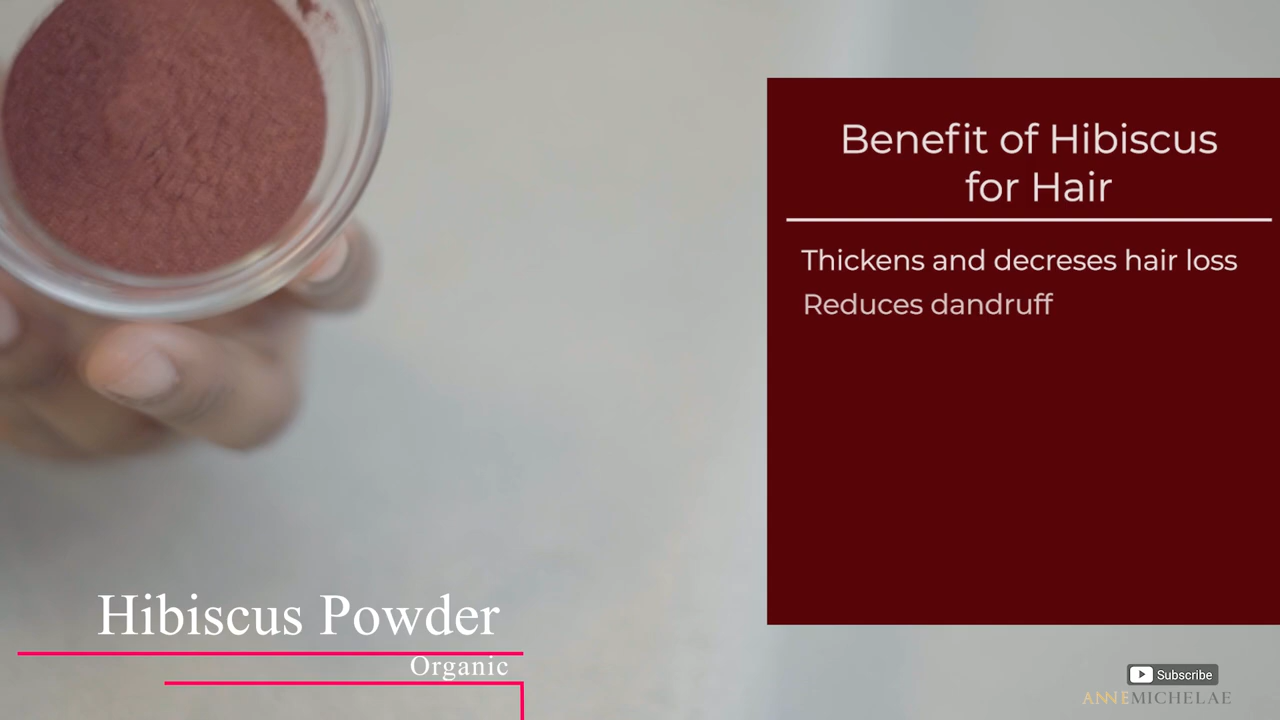 Benefit of Hibiscus
for Hair
Thickens and decreses hair loss
Reduces dandruff
Hibiscus Powder
Organic
Subscribe
ANNEMICHELAE